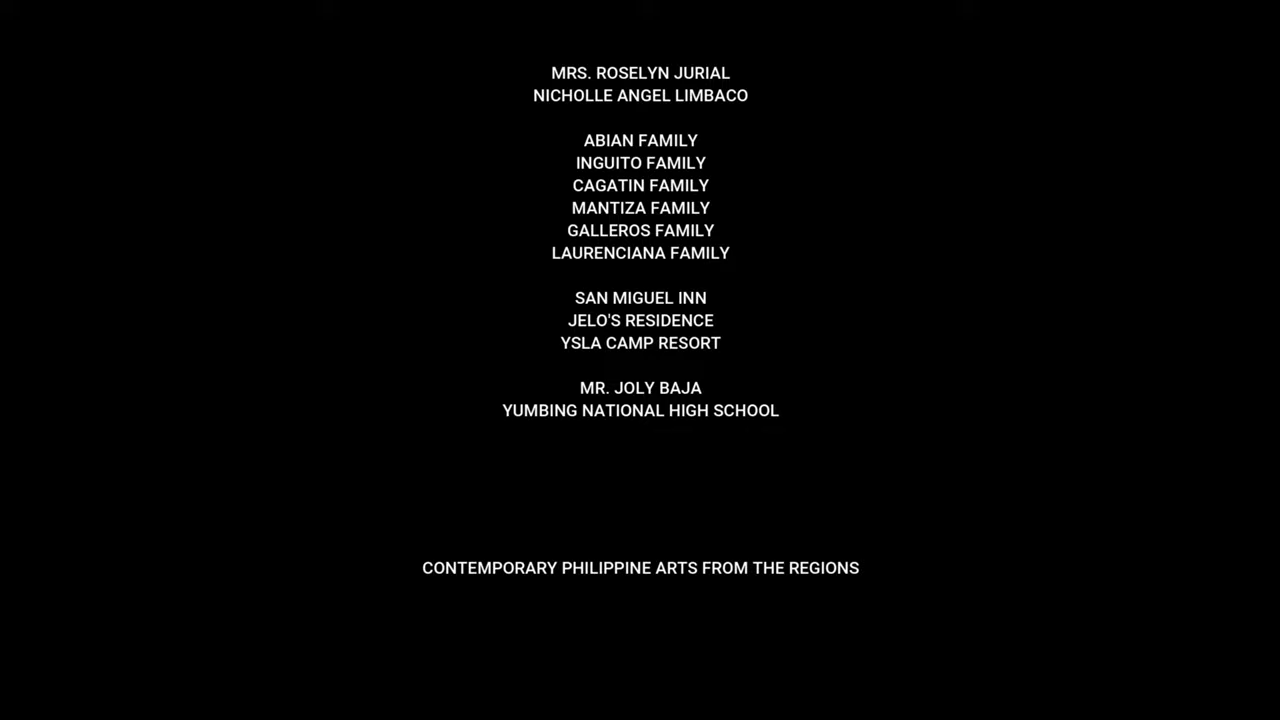 MRS. ROSELYN JURIAL
NICHOLLE ANGEL LIMBACO
ABIAN FAMILY
INGUITO FAMILY
CAGATIN FAMILY
MANTIZA FAMILY
GALLEROS FAMILY
LAURENCIANA FAMILY
SAN MIGUEL INN
JELO'S RESIDENCE
YSLA CAMP RESORT
MR. JOLY BAJA
YUMBING NATIONAL HIGH SCHOOL
CONTEMPORARY PHILIPPINE ARTS FROM THE REGIONS